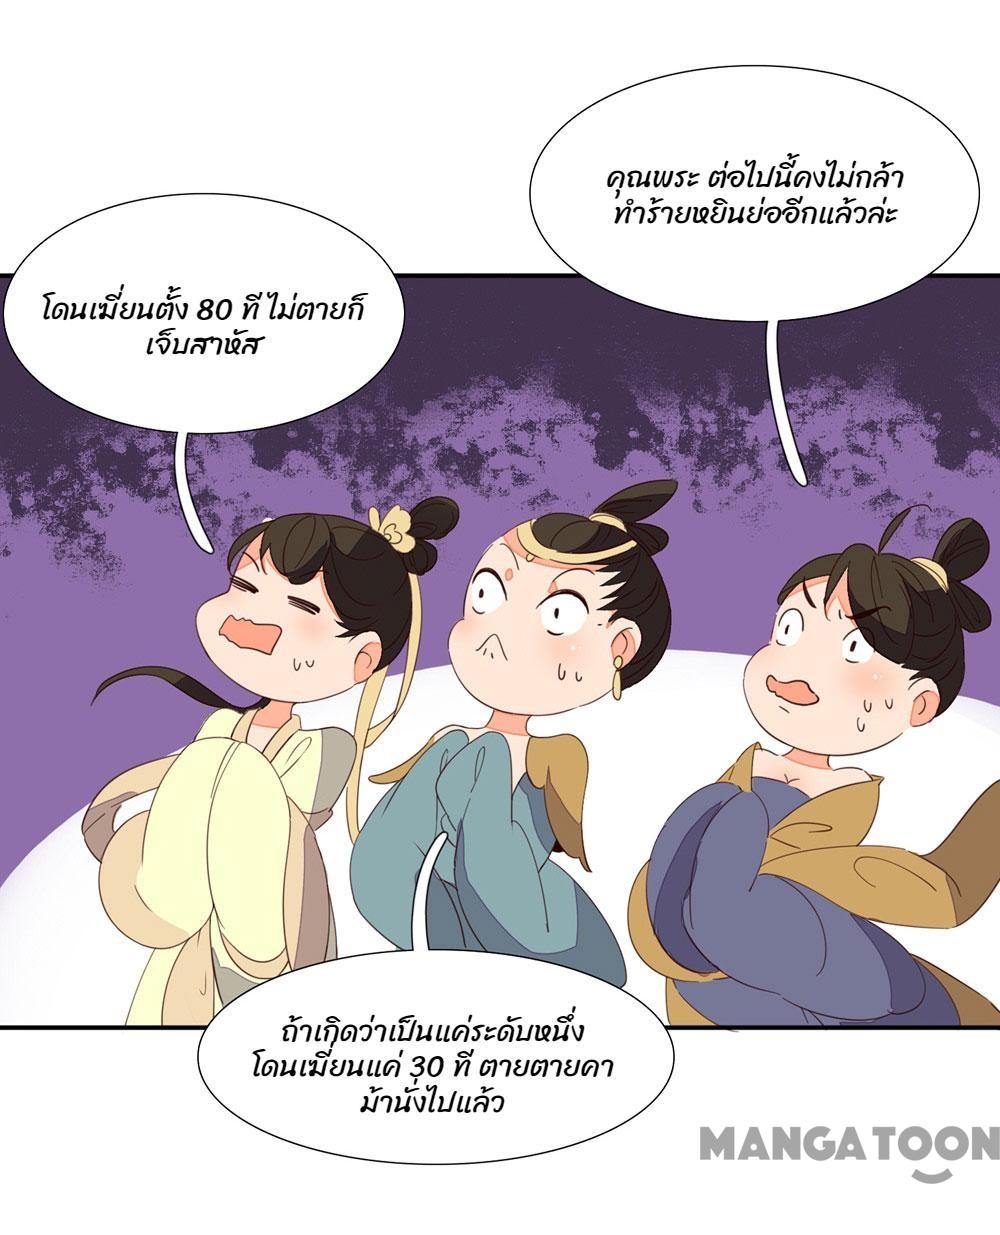 คุณพระ ต่อไปนี้คงไม่กล้า
ทำร้ายหยินย่ออีกแล้วล่ะ
โดนเฆี่ยนตั้ง 80 ที ไม่ตายก็
เจ็บสาหัส
ถ้าเกิดว่าเป็นแค่ระดับหนึ่ง
โดนเฆี่ยนแค่ 30 ที ตายตายคา
ม้านั่งไปแล้ว
MANGATOON